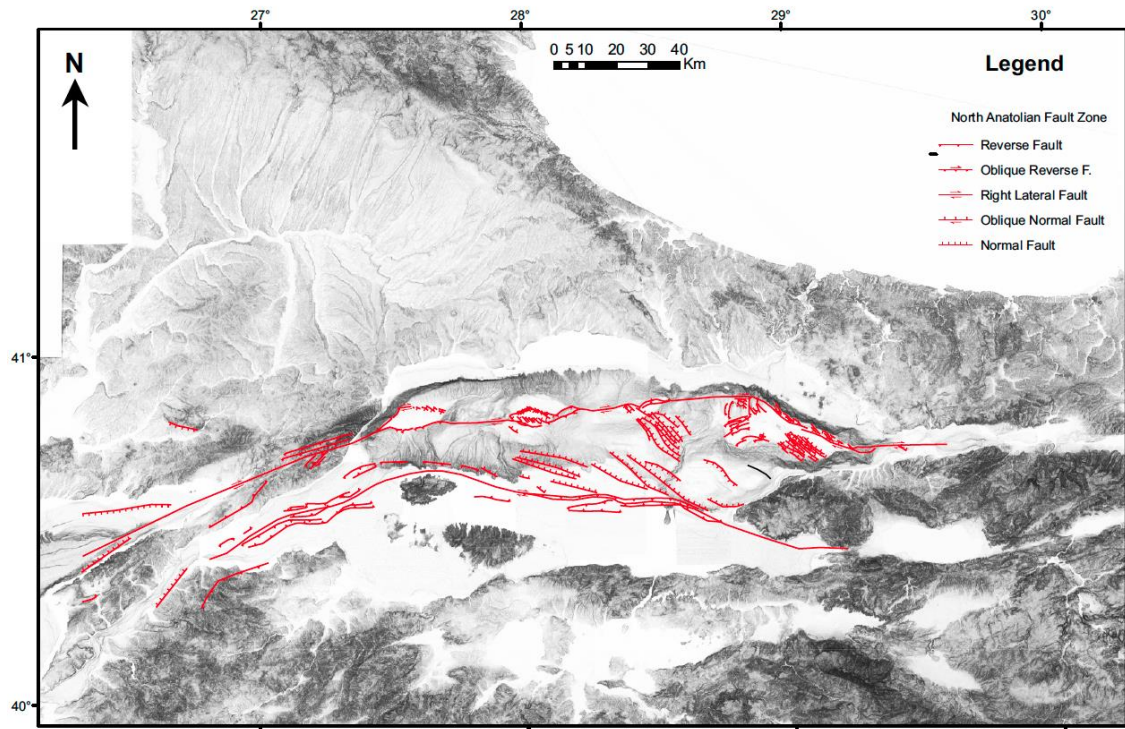 27° 28° 29° 30°
N
0 5 10 20 30 40
Km
Legend
North Anatolian Fault Zone
Reverse Fault
Oblique Reverse F.
Right Lateral Fault
Oblique Normal Fault
Normal Fault
41°
40°